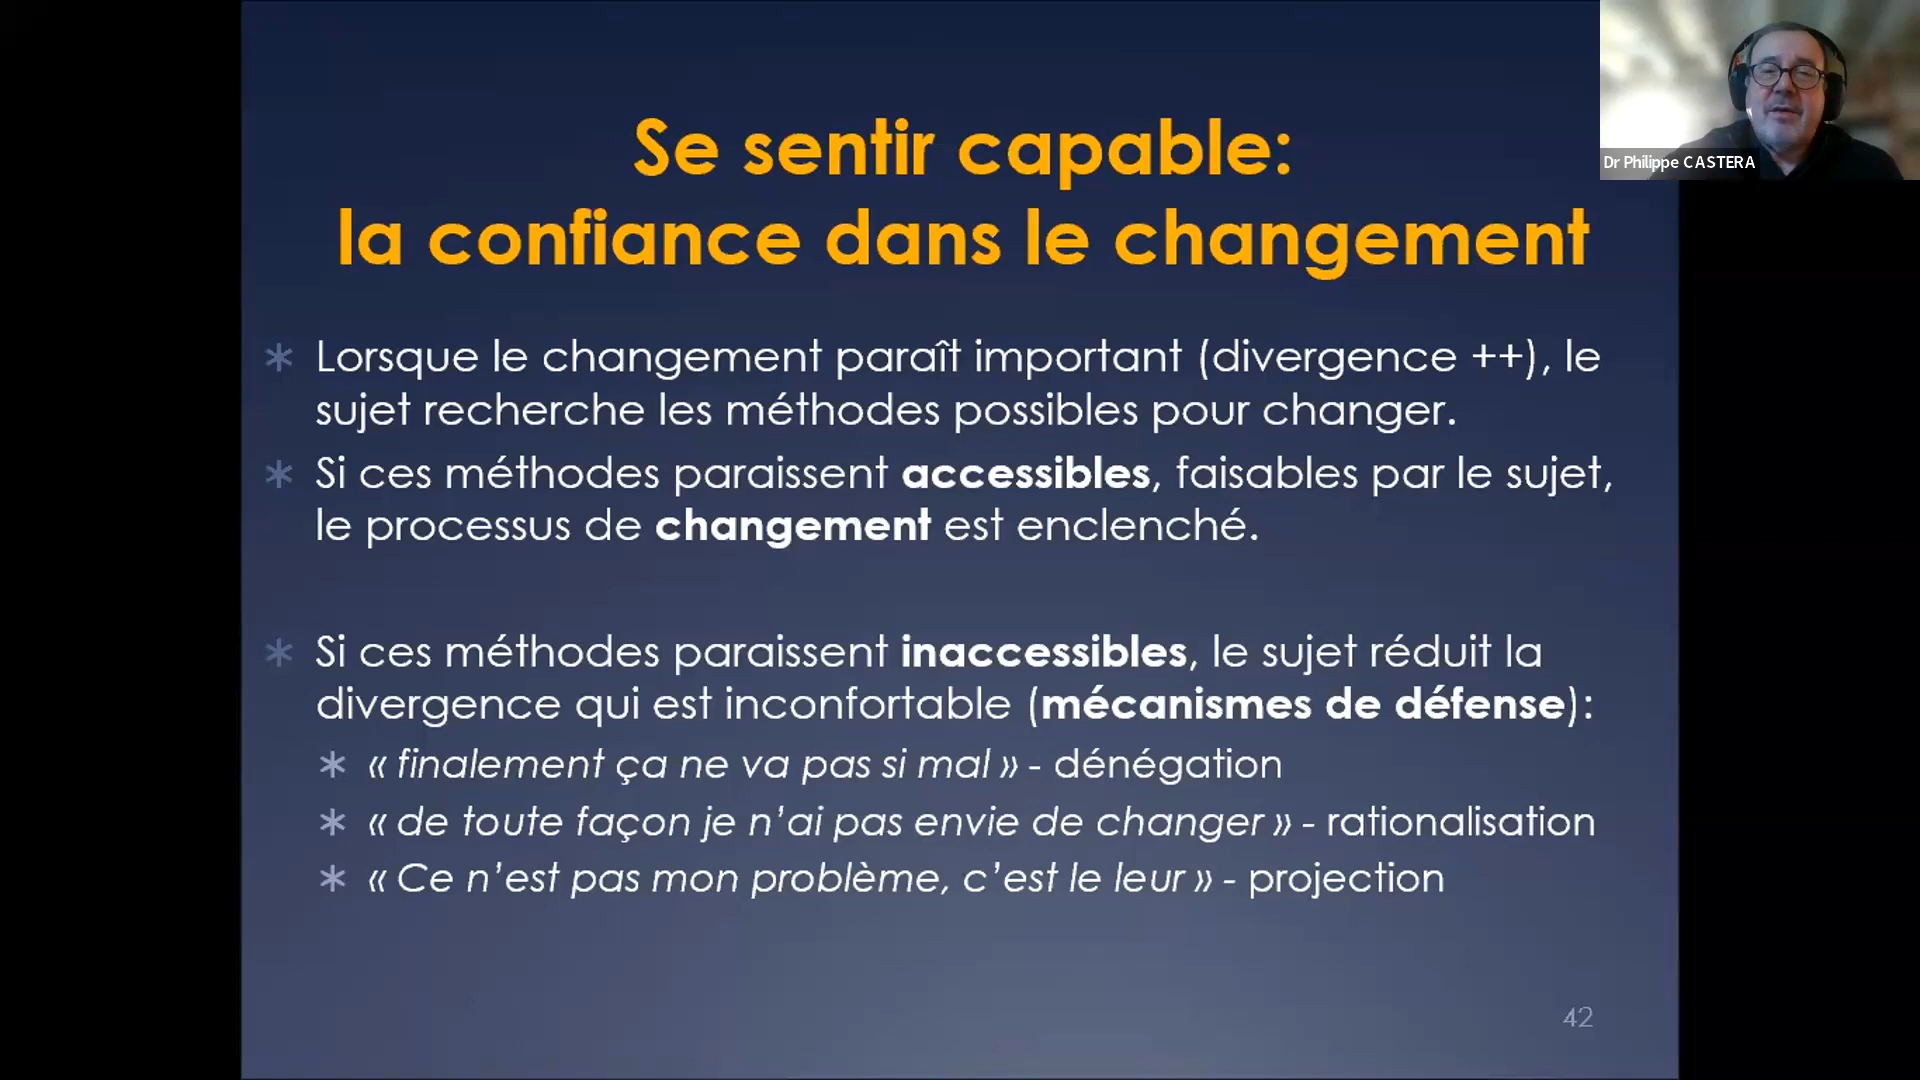 Se sentir capable:
la confiance dans le changement
Dr Philippe CASTERA
* Lorsque le changement paraît important (divergence ++), le
sujet recherche les méthodes possibles pour changer.
* Si ces méthodes paraissent accessibles, faisables par le sujet,
le processus de changement est enclenché.
* Si ces méthodes paraissent inaccessibles, le sujet réduit la
divergence qui est inconfortable (mécanismes de défense):
* « finalement ça ne va pas si mal » - dénégation
* « de toute façon je n’ai pas envie de changer » - rationalisation
* « Ce n’est pas mon problème, c’est le leur » - projection
42